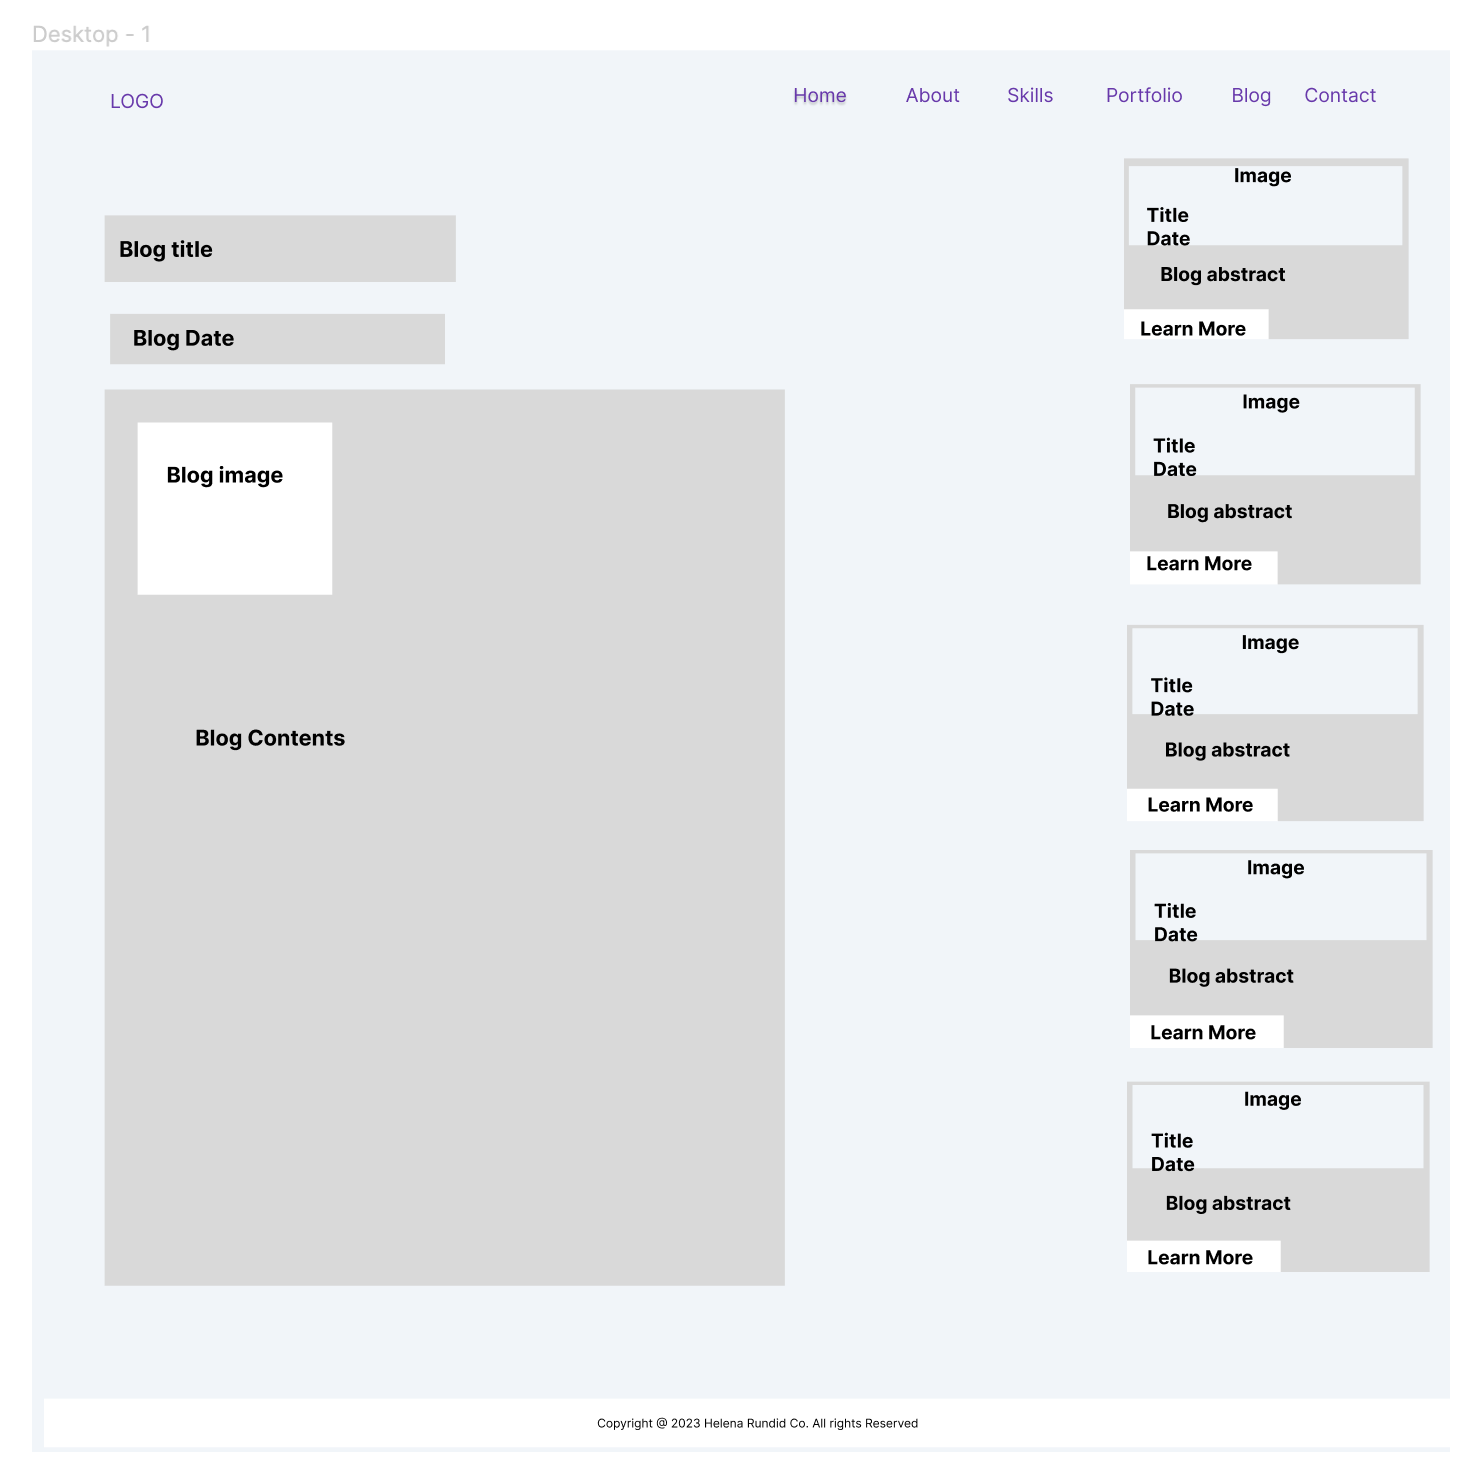 Desktop - 1
LOGO
Home About Skills Portfolio Blog Contact
Blog title
Blog Date
Blog image
Blog Contents
Image
Title
Date
Blog abstract
Learn More
Image
Title
Date
Blog abstract
Learn More
Image
Title
Date
Blog abstract
Learn More
Image
Title
Date
Blog abstract
Learn More
Image
Title
Date
Blog abstract
Learn More
Copyright @ 2023 Helena Rundid Co. All rights Reserved